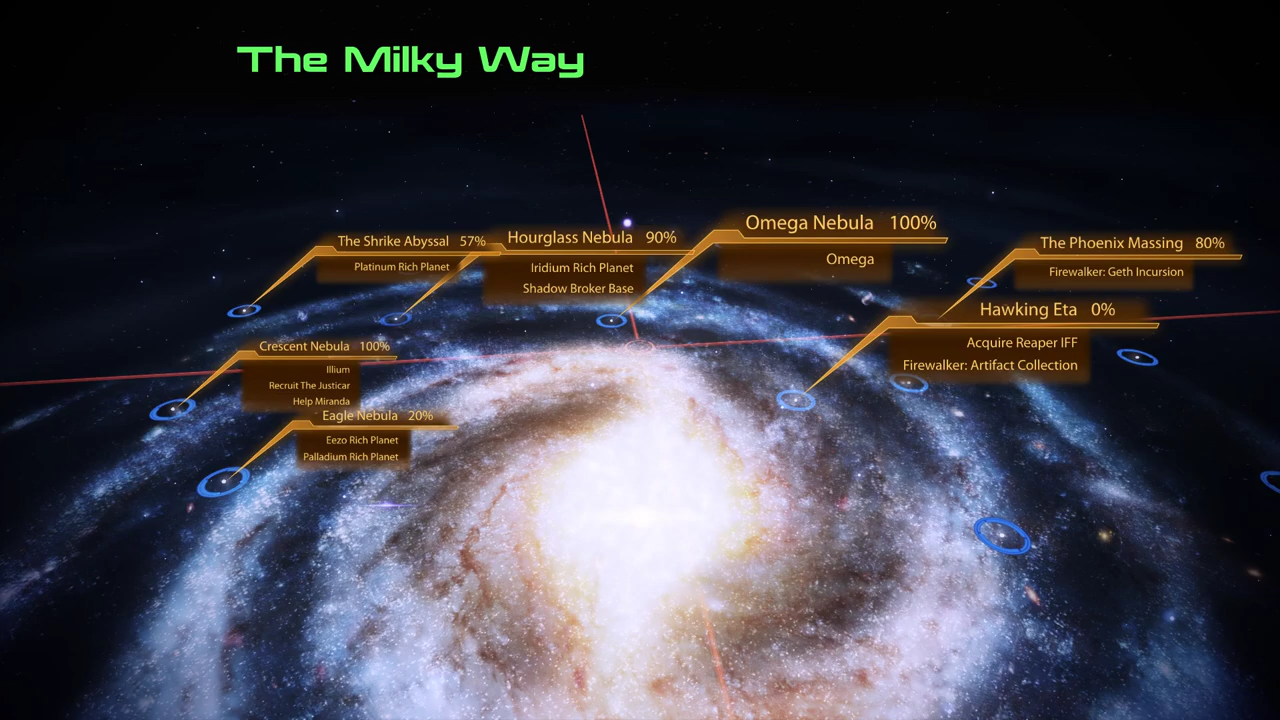 The Milky Way
The Shrike Abyssal 57%
Platinum Rich Planet
Hourglass Nebula 90%
Iridium Rich Planet
Shadow Broker Base
Omega Nebula 100%
Omega
The Phoenix Massing 80%
Firewalker: Geth Incursion
Hawking Eta 0%
Acquire Reaper IFF
Firewalker: Artifact Collection
Crescent Nebula 100%
Illium
Recruit The Justicar
Help Miranda
Eagle Nebula 20%
Eezo Rich Planet
Palladium Rich Planet